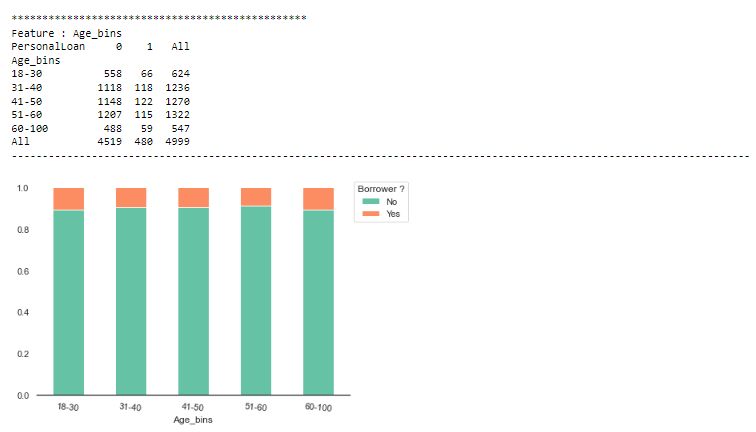 ************************************************
Feature : Age_bins
PersonalLoan 0 1 All
Age_bins
18-30 558 66 624
31-40 1118 118 1236
41-50 1148 122 1270
51-60 1207 115 1322
60-100 488 59 547
All 4519 480 4999
------------------------------------------------------------------------------------------------------------------------
1.0
0.8
0.6
0.4
0.2
0.0
18-30 31-40 41-50 51-60 60-100
Age_bins
Borrower ?
No
Yes